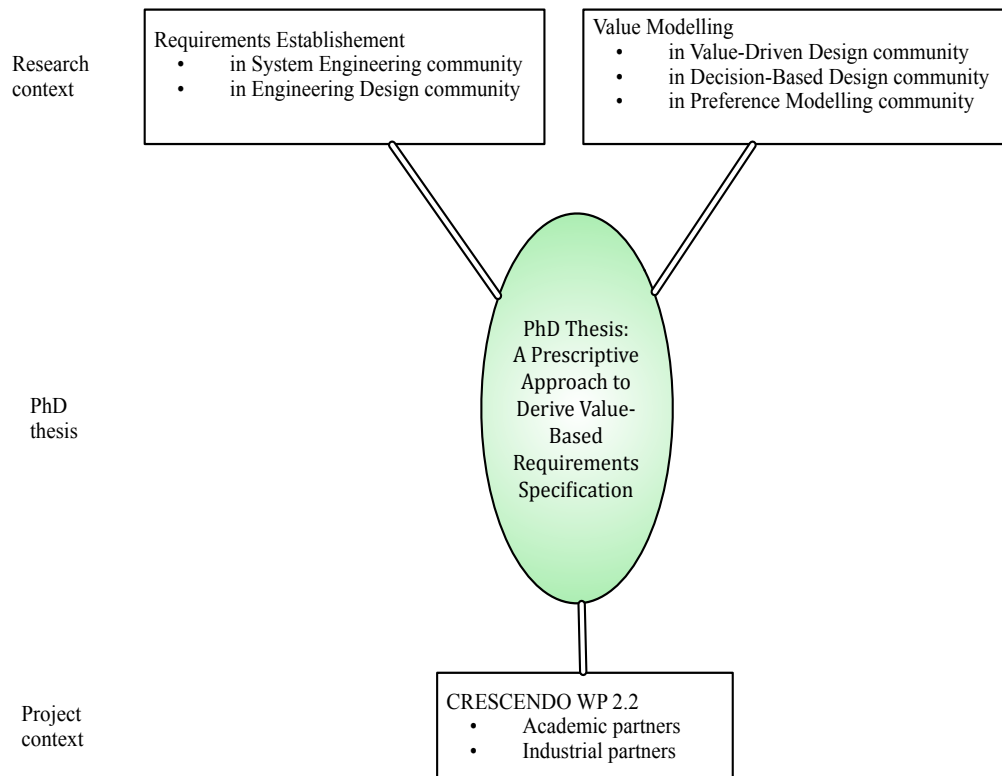 Research
context
Requirements Establishement
• in System Engineering community
• in Engineering Design community
Value Modelling
• in Value-Driven Design community
• in Decision-Based Design community
• in Preference Modelling community
PhD
thesis
PhD Thesis:
A Prescriptive
Approach to
Derive Value-
Based
Requirements
Specification
Project
context
CRESCENDO WP 2.2
• Academic partners
• Industrial partners